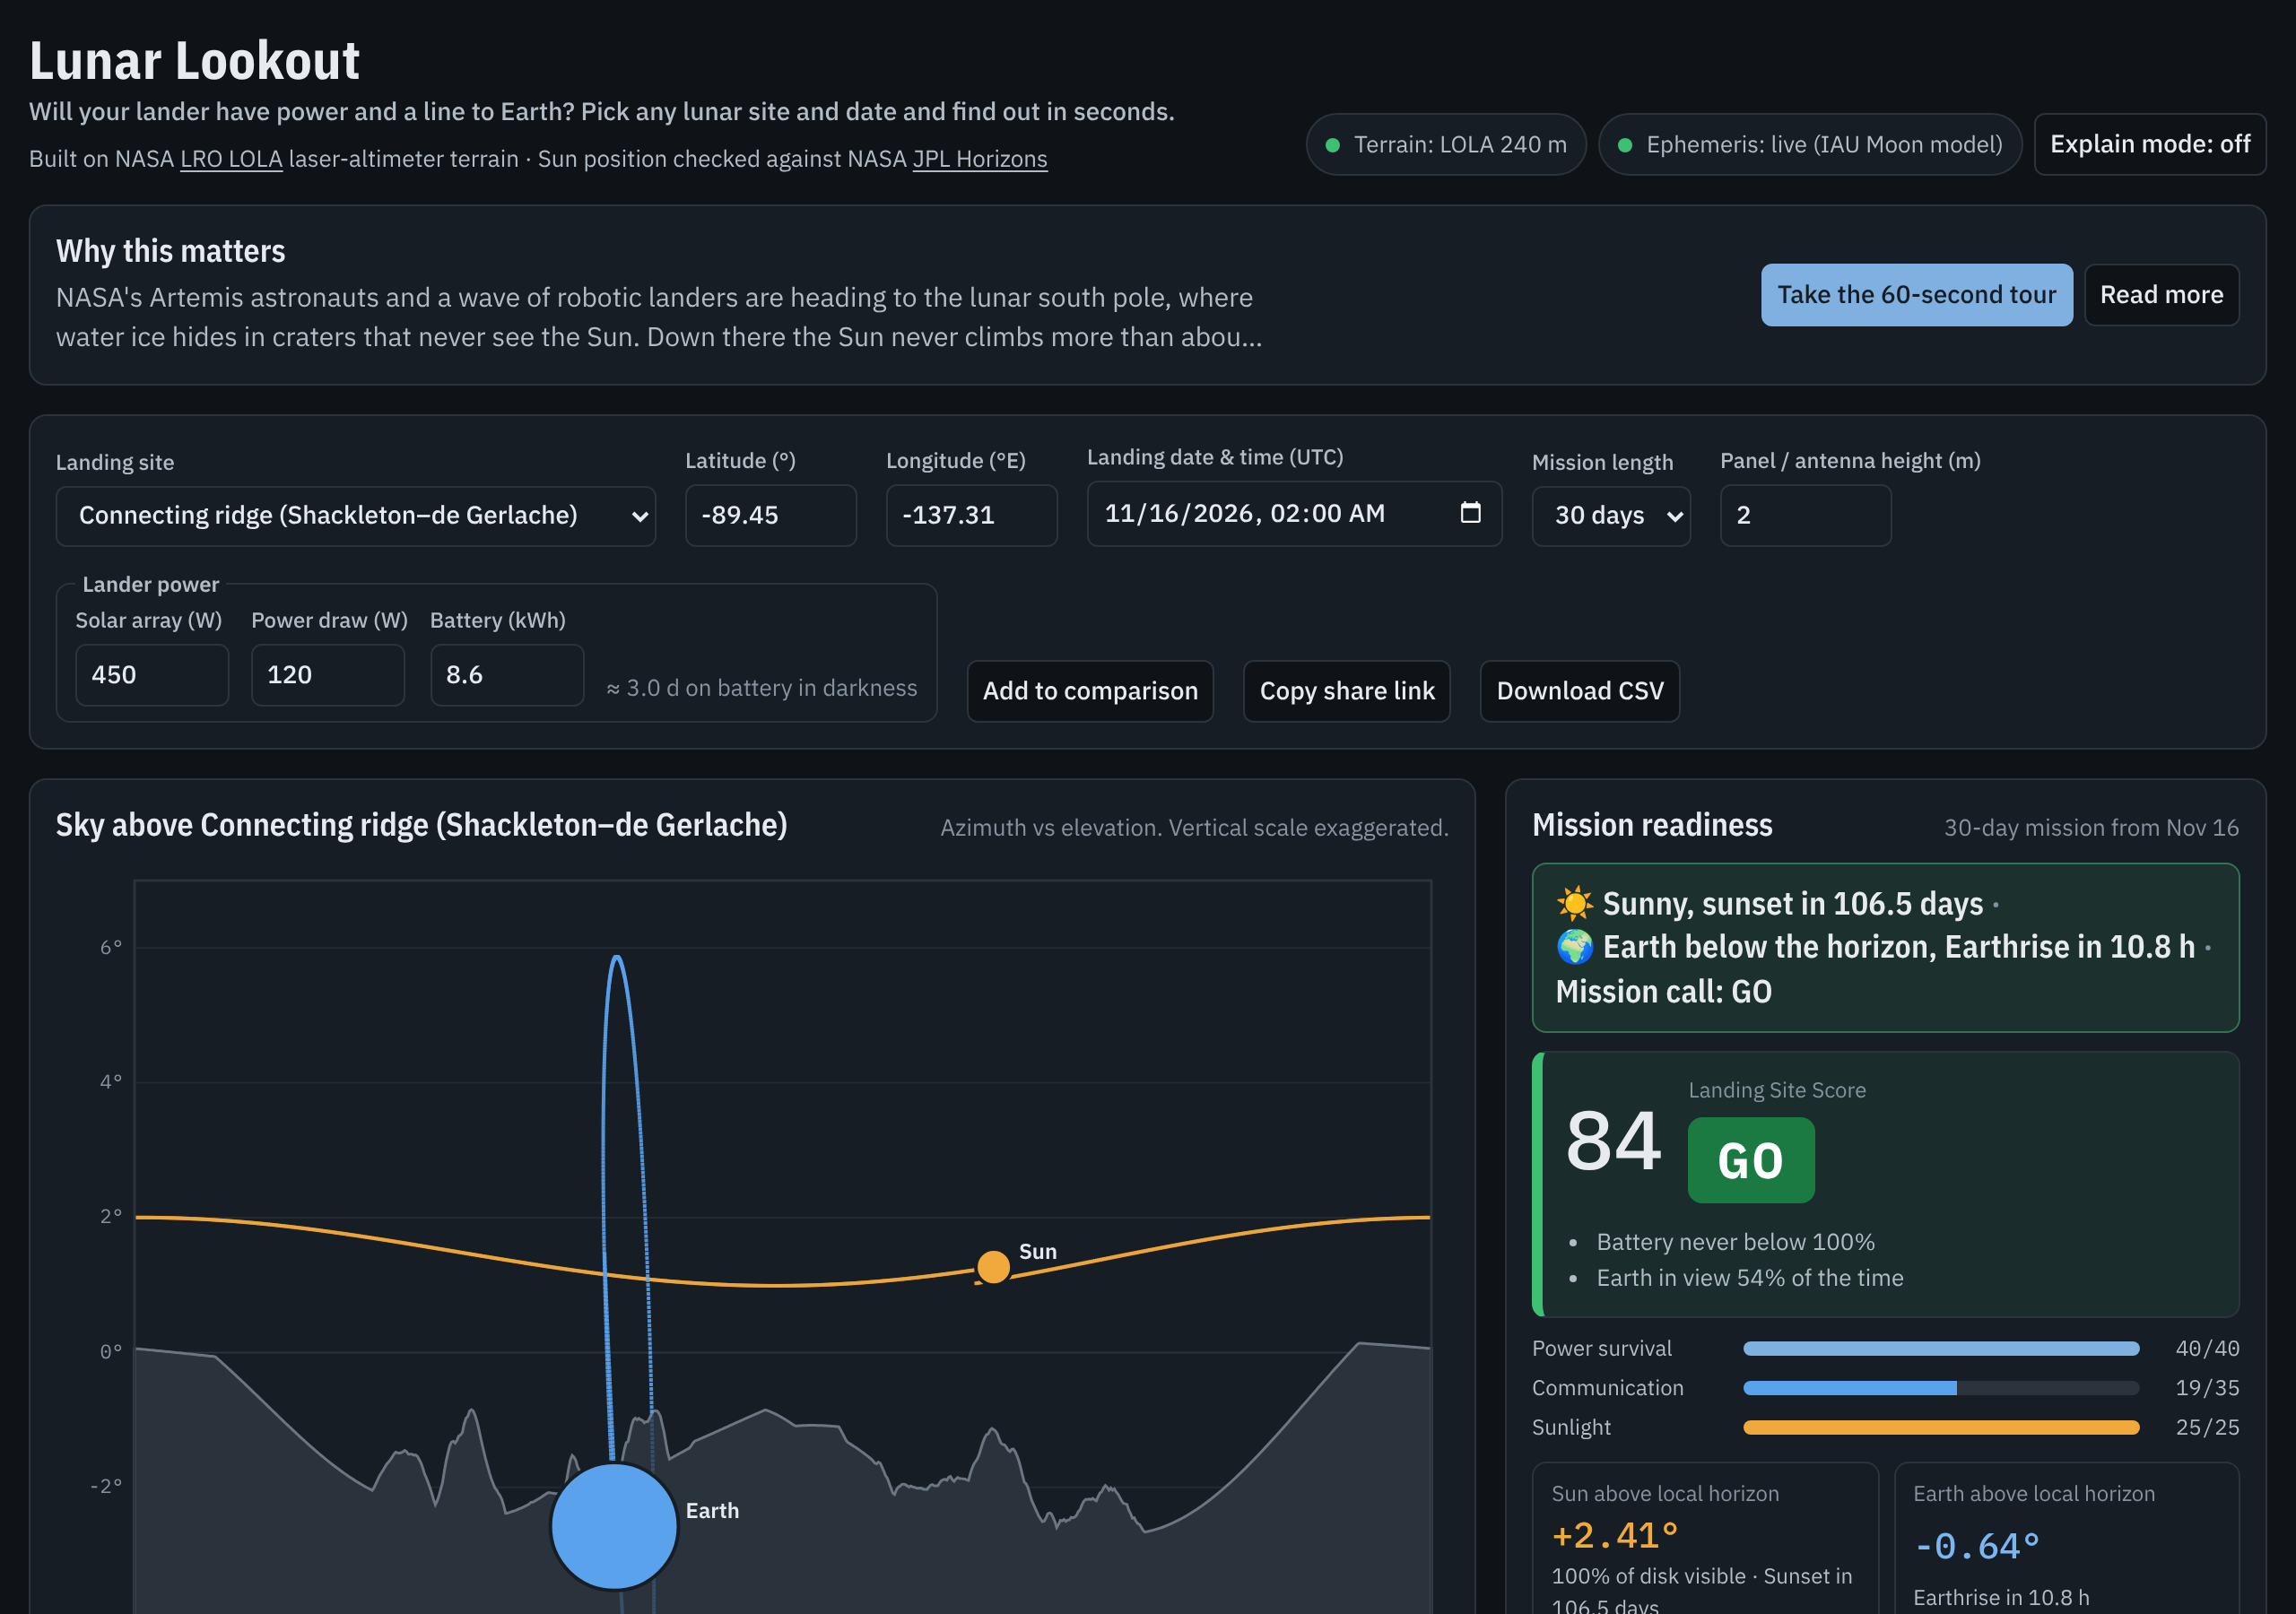 Lunar Lookout
Will your lander have power and a line to Earth? Pick any lunar site and date and find out in seconds.
Built on NASA LRO LOLA laser-altimeter terrain · Sun position checked against NASA JPL Horizons
Terrain: LOLA 240 m
Ephemeris: live (IAU Moon model)
Explain mode: off
Why this matters
NASA's Artemis astronauts and a wave of robotic landers are heading to the lunar south pole, where
water ice hides in craters that never see the Sun. Down there the Sun never climbs more than abou...
Take the 60-second tour
Read more
Landing site
Connecting ridge (Shackleton–de Gerlache)
Latitude (°)
-89.45
Longitude (°E)
-137.31
Landing date & time (UTC)
11/16/2026, 02:00 AM
Mission length
30 days
Panel / antenna height (m)
2
Lander power
Solar array (W)
450
Power draw (W)
120
Battery (kWh)
8.6
≈ 3.0 d on battery in darkness
Add to comparison
Copy share link
Download CSV
Sky above Connecting ridge (Shackleton–de Gerlache)
Azimuth vs elevation. Vertical scale exaggerated.
6°
4°
2°
0°
-2°
Sun
Earth
Mission readiness
30-day mission from Nov 16
☀️ Sunny, sunset in 106.5 days ·
🌍 Earth below the horizon, Earthrise in 10.8 h ·
Mission call: GO
84
Landing Site Score
GO
• Battery never below 100%
• Earth in view 54% of the time
Power survival 40/40
Communication 19/35
Sunlight 25/25
Sun above local horizon
+2.41°
100% of disk visible · Sunset in
106.5 days
Earth above local horizon
-0.64°
Earthrise in 10.8 h